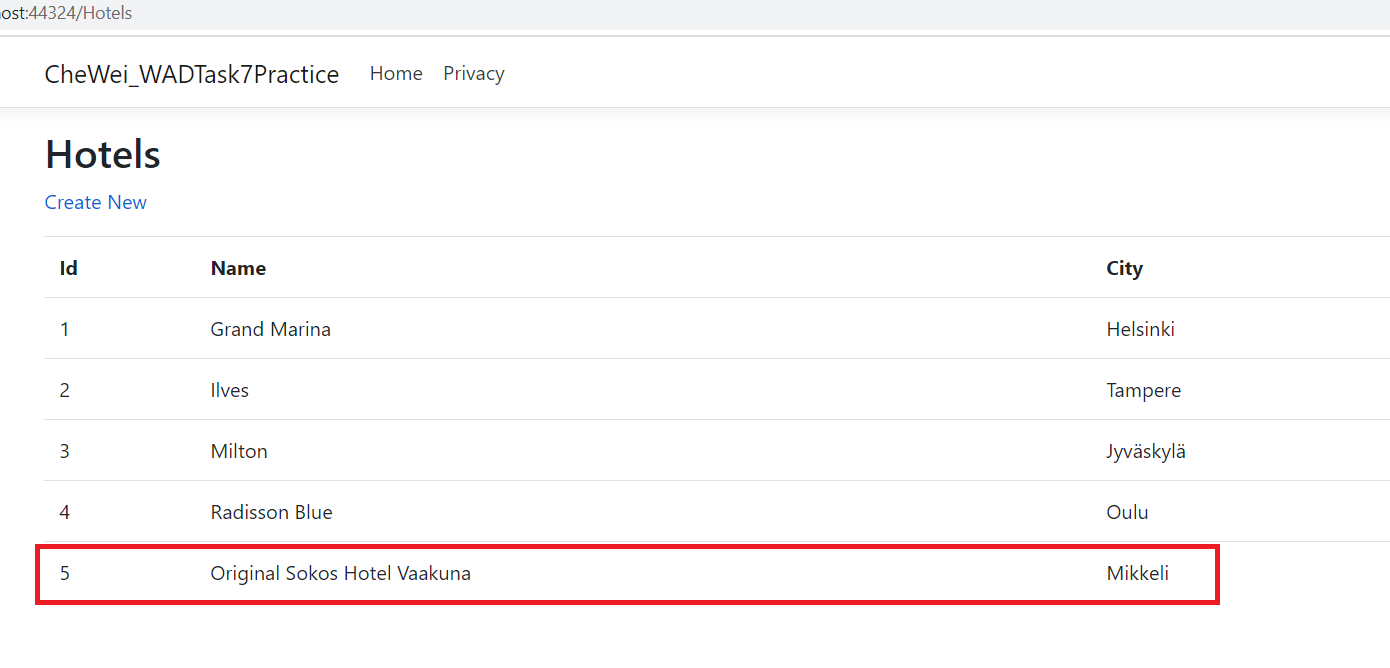 ost:44324/Hotels
CheWei_WADTask7Practice Home Privacy
Hotels
Create New
Id Name City
1 Grand Marina Helsinki
2 Ilves Tampere
3 Milton Jyväskylä
4 Radisson Blue Oulu
5 Original Sokos Hotel Vaakuna Mikkeli